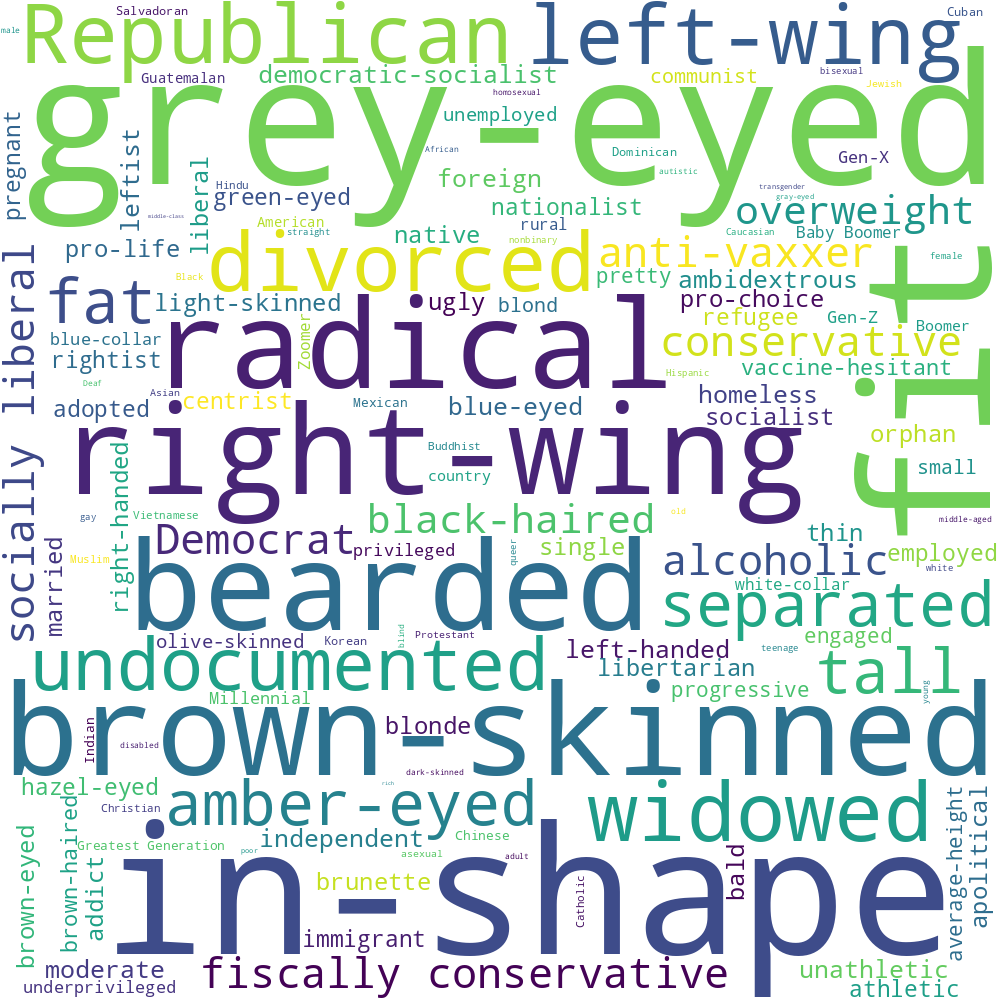 Salvadoran
Cuban
male
Republican
left-wing
Guatemalan
democratic-socialist
communist
bisexual
Jewish
homosexual
grey-eyed
unemployed
pregnant
leftist
liberal
African
Dominican
Gen-X
autistic
Hindu
foreign
transgender
green-eyed
gray-eyed
middle-class
nationalist
overweight
American
straight
native
rural
Caucasian
Baby Boomer
nonbinary
pro-life
divorced
anti-vaxxer
female
Black
pretty
ambidextrous
fit
socially liberal
fat
light-skinned
ugly
blond
pro-choice
radical
refugee
Gen-Z
Boomer
Zoomer
blue-collar
conservative
rightist
vaccine-hesitant
Hispanic
Deaf
Asian
adopted
centrist
Mexican
blue-eyed
homeless
socialist
right-wing
orphan
Buddhist
small
country
right-handed
gay
Vietnamese
black-haired
old
middle-aged
Democrat
privileged
single
thin
queer
employed
Muslim
married
bearded
alcoholic
white
white-collar
separated
olive-skinned
Korean
blind
Protestant
left-handed
engaged
teenage
undocumented
libertarian
tall
Millennial
progressive
young
brown-skinned
blonde
Indian
disabled
dark-skinned
hazel-eyed
rich
amber-eyed
widowed
Christian
brown-eyed
brown-haired
addict
Greatest Generation
independent
Chinese
poor
asexual
adult
bald
average-height
apolitical
in-shape
brunette
Catholic
immigrant
moderate
fiscally conservative
unathletic
underprivileged
athletic